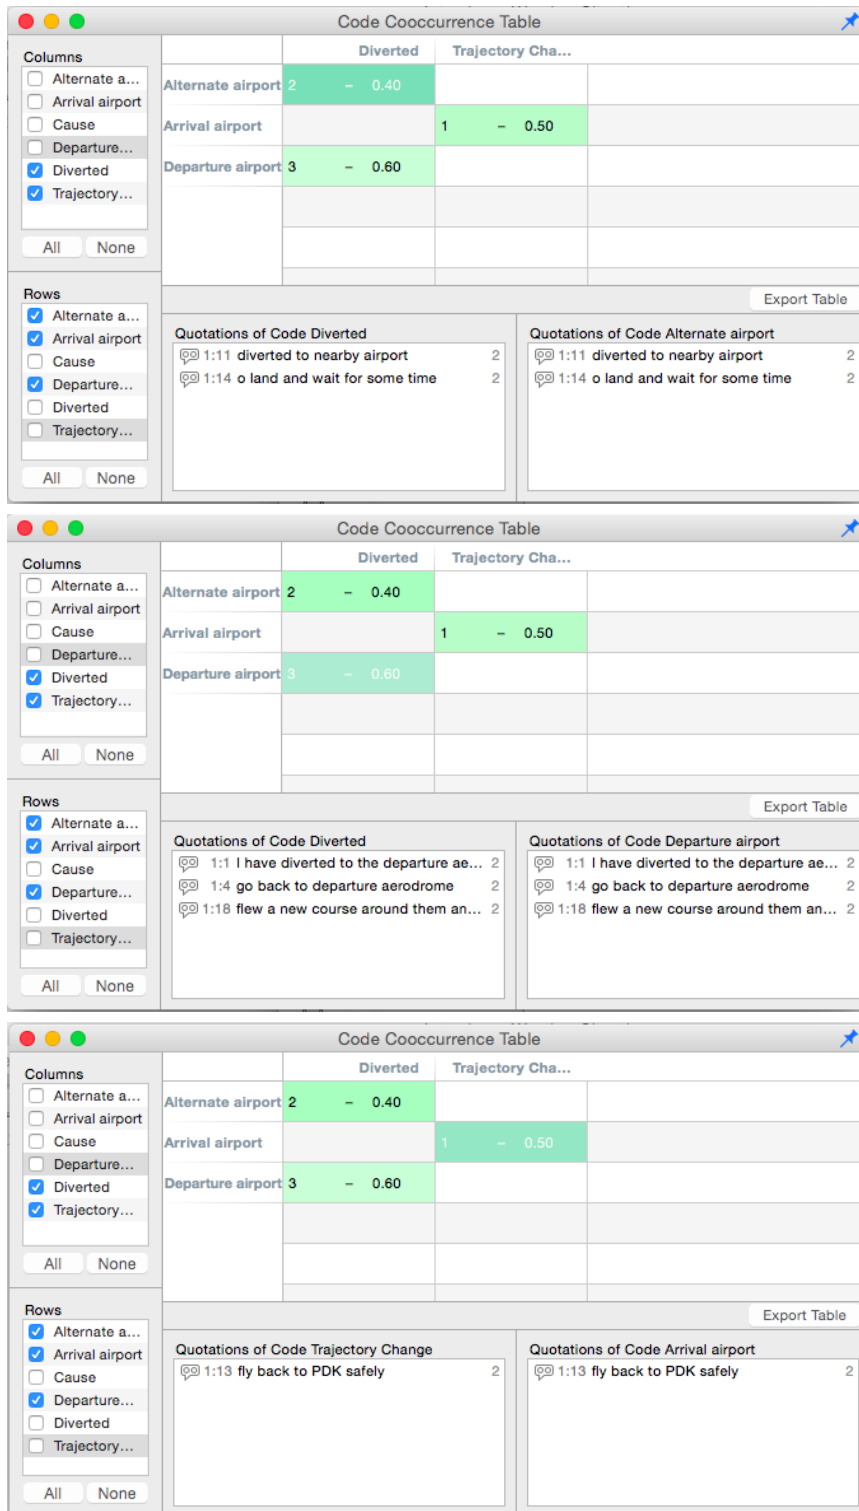 Code Cooccurrence Table
Columns
Alternate a...
Arrival airport
Cause
Departure...
Diverted
Trajectory...
All None
Rows
Alternate a...
Arrival airport
Cause
Departure...
Diverted
Trajectory...
All None
Diverted Trajectory Cha...
Alternate airport 2 – 0.40
Arrival airport 1 – 0.50
Departure airport 3 – 0.60
Export Table
Quotations of Code Diverted
1:11 diverted to nearby airport 2
1:14 o land and wait for some time 2
Quotations of Code Alternate airport
1:11 diverted to nearby airport 2
1:14 o land and wait for some time 2
Code Cooccurrence Table
Columns
Alternate a...
Arrival airport
Cause
Departure...
Diverted
Trajectory...
All None
Rows
Alternate a...
Arrival airport
Cause
Departure...
Diverted
Trajectory...
All None
Diverted Trajectory Cha...
Alternate airport 2 – 0.40
Arrival airport 1 – 0.50
Departure airport 3 – 0.60
Export Table
Quotations of Code Diverted
1:1 I have diverted to the departure ae... 2
1:4 go back to departure aerodrome 2
1:18 flew a new course around them an... 2
Quotations of Code Departure airport
1:1 I have diverted to the departure ae... 2
1:4 go back to departure aerodrome 2
1:18 flew a new course around them an... 2
Code Cooccurrence Table
Columns
Alternate a...
Arrival airport
Cause
Departure...
Diverted
Trajectory...
All None
Rows
Alternate a...
Arrival airport
Cause
Departure...
Diverted
Trajectory...
All None
Diverted Trajectory Cha...
Alternate airport 2 – 0.40
Arrival airport 1 – 0.50
Departure airport 3 – 0.60
Export Table
Quotations of Code Trajectory Change
1:13 fly back to PDK safely 2
Quotations of Code Arrival airport
1:13 fly back to PDK safely 2